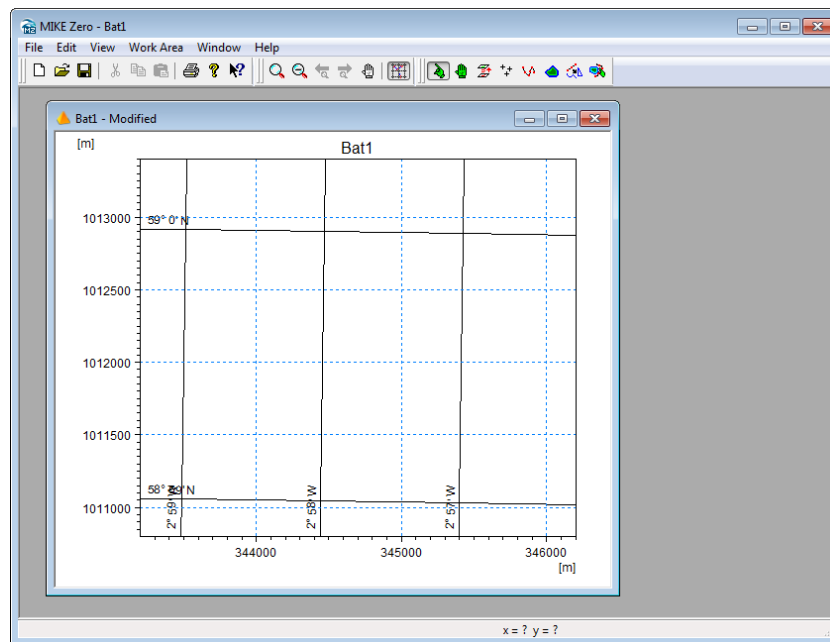 MIKE Zero - Bat1
File Edit View Work Area Window Help
Bat1 - Modified
[m]
Bat1
1013000
59° 0' N
1012500
1012000
1011500
58° 59' N
1011000
2° 59' W
2° 58' W
2° 57' W
344000 345000 346000
[m]
x = ? y = ?